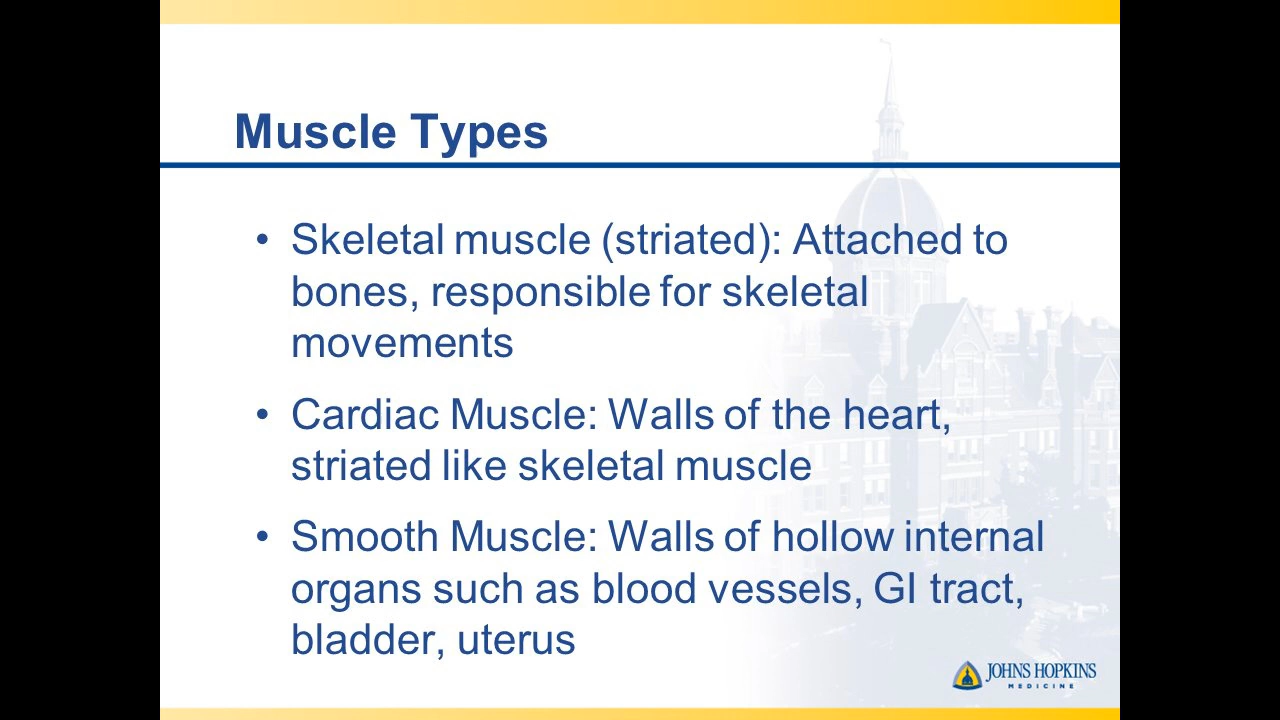 Muscle Types
• Skeletal muscle (striated): Attached to
bones, responsible for skeletal
movements
• Cardiac Muscle: Walls of the heart,
striated like skeletal muscle
• Smooth Muscle: Walls of hollow internal
organs such as blood vessels, GI tract,
bladder, uterus
JOHNS HOPKINS
MEDICINE